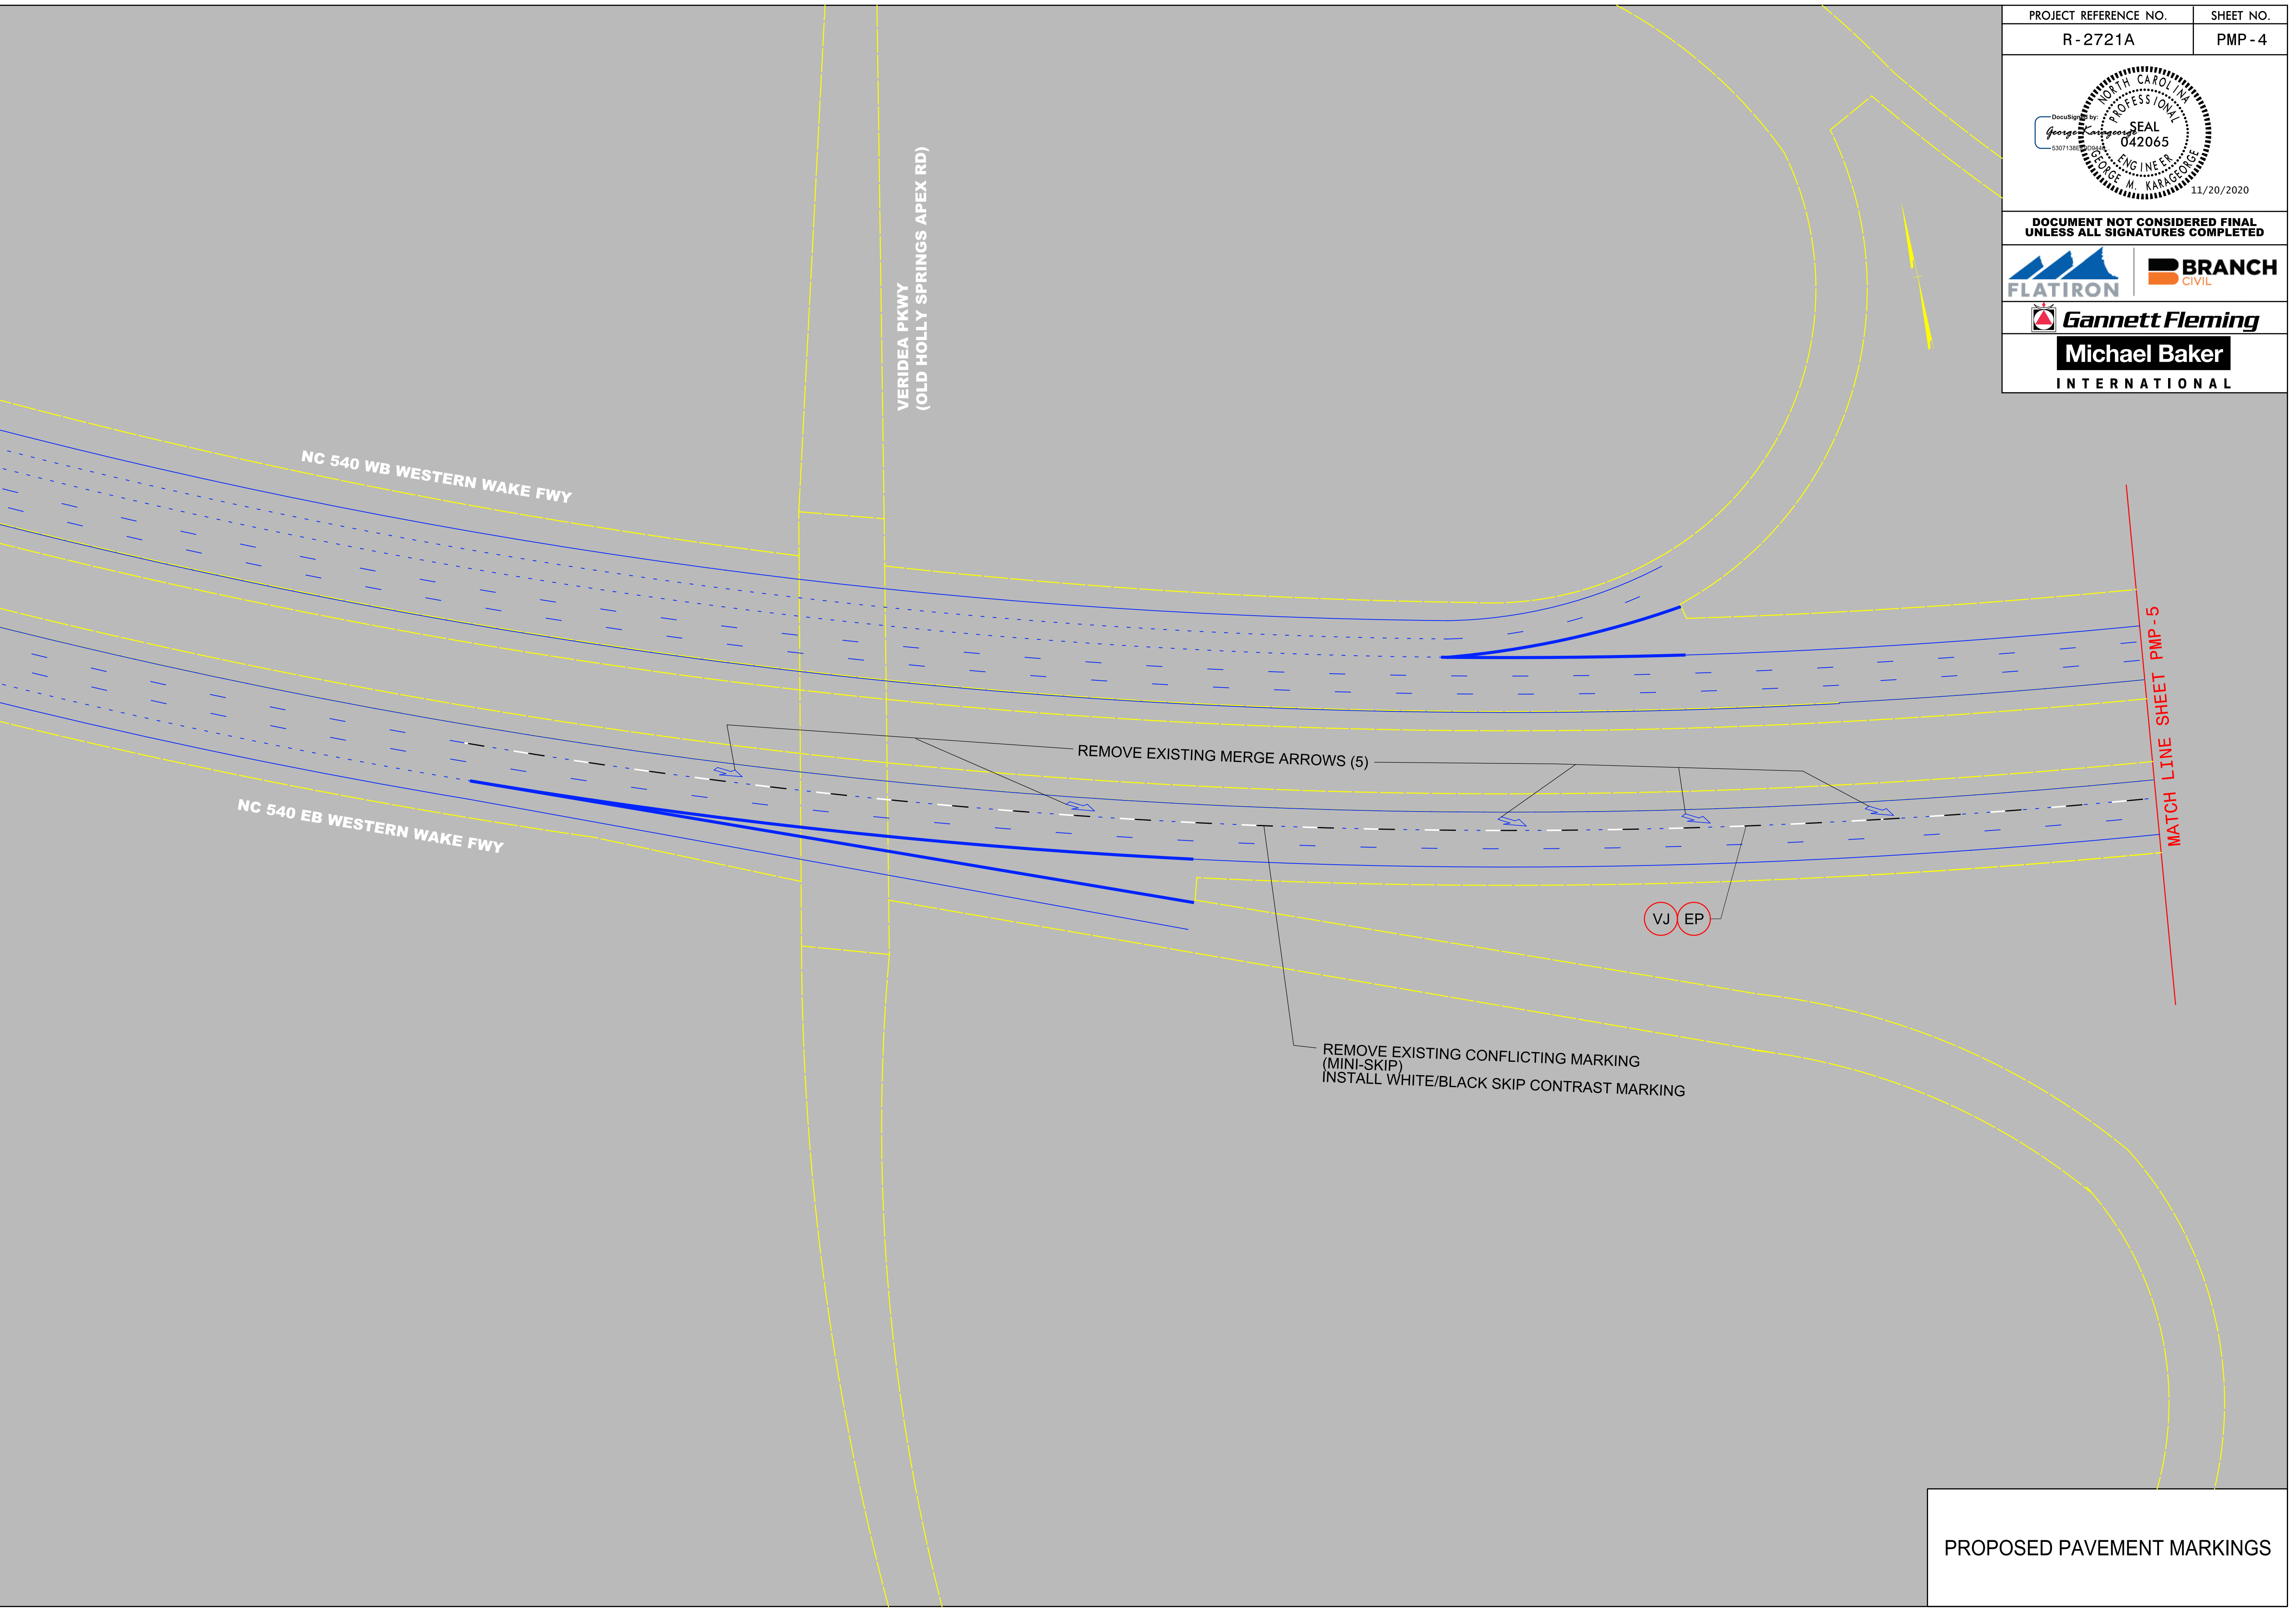 PROJECT REFERENCE NO.
SHEET NO.
R-2721A
PMP-4
NORTH CAROLINA
PROFESSIONAL
SEAL
042065
ENGINEER
GEORGE M. KARAGEORGE
DocuSigned by:
George Karageorge
11/20/2020
DOCUMENT NOT CONSIDERED FINAL
UNLESS ALL SIGNATURES COMPLETED
FLATIRON
BRANCH
CIVIL
Gannett Fleming
Michael Baker
INTERNATIONAL
VERIDEA PKWY
(OLD HOLLY SPRINGS APEX RD)
NC 540 WB WESTERN WAKE FWY
MATCH LINE SHEET PMP-5
REMOVE EXISTING MERGE ARROWS (5)
NC 540 EB WESTERN WAKE FWY
VJ
EP
REMOVE EXISTING CONFLICTING MARKING
(MINI-SKIP)
INSTALL WHITE/BLACK SKIP CONTRAST MARKING
PROPOSED PAVEMENT MARKINGS